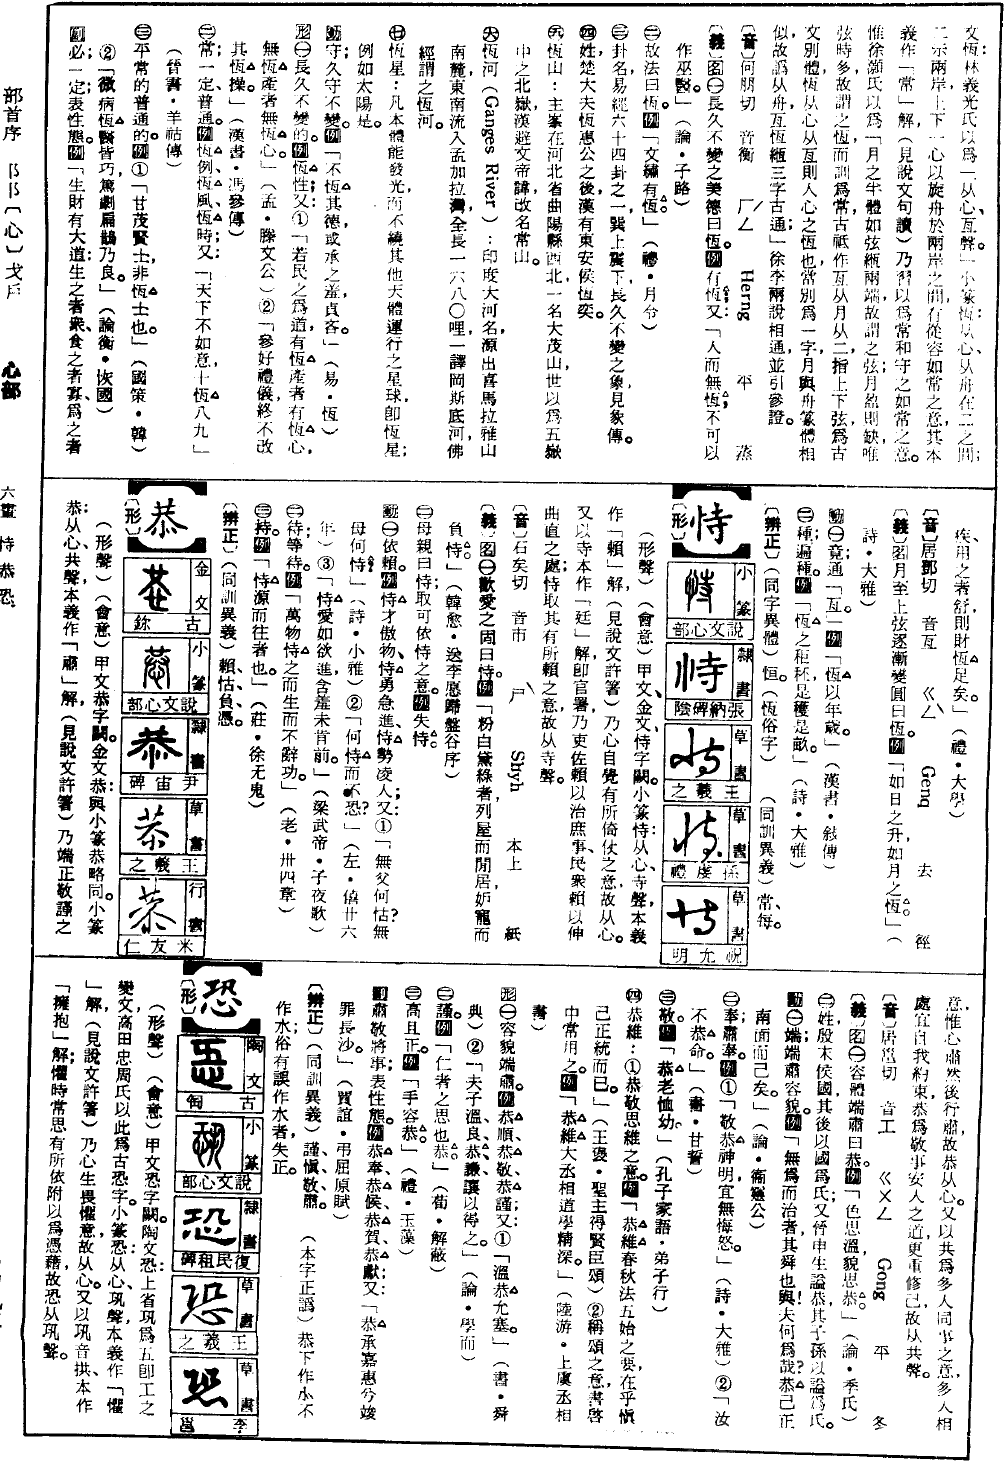 文恆:林義光氏以爲「从心亙聲。」小篆恆:从心从舟在二之間;
二示兩岸上下,一心以旋舟於兩岸之間,有從容如常之意,其本
義作「常」解(見說文句讀)乃習以爲常和守之如常之意。
惟徐灝氏以爲「月之半體如弦緪兩端,故謂之弦;月盈則缺,唯
弦時多,故謂之恆,而訓爲常。古祇作亙,从月从二,指上下弦。爲古
文別體。恆从心从亙,則人心之恆也。常別爲一字。月與舟篆體相
似,故譌从舟。亙恆緪三字古通」徐李兩說相通,並引參證。
〔音〕何朋切 音衡 ㄏㄥˊ Herng 平 蒸
〔義〕图㊀長久不變之美德曰恆。例有恆;又:「人而無恆;不可以
作巫醫」(論・子路)
㊁故法曰恆。例「文繡有恆。」(禮・月令)
㊂卦名,易經六十四卦之一,巽上震下,長久不變之象,見彖傳。
㊃姓。楚大夫恆惠公之後,漢有東安侯恆奕。
㊄恆山:主峯在河北省曲陽縣西北,一名大茂山,世以爲五嶽
中之北嶽,漢避文帝諱,改名常山。
㊅恆河(Ganges River):印度大河名,源出喜馬拉雅山
南麓,東南流入孟加拉灣,全長一六八〇哩,一譯岡斯底河,佛
經謂之恆河。
㊆恆星:凡本體能發光,而不繞其他天體運行之星球,卽恆星;
例如太陽是。
動守;久守不變。例「不恆其德,或承之羞,貞吝。」(易・恆)
形㊀長久不變的。例恆性;又:①「若民之爲道,有恆產者有恆心,
無恆產者無恆心。」(孟・滕文公)②「參好禮儀,終不改
其恆操。」(漢書・馮參傳)
㊁常;一定、普通。例恆例、恆風、恆時;又:「天下不如意,十恆八九」
(晉書・羊祜傳)
㊂平常的;普通的。例①「甘茂賢士,非恆士也。」(國策・韓)
②「微病恆醫皆巧,篤劇扁鵲乃良。」(論衡・恢國)
副必;一定;表性態。例「生財有大道:生之者衆,食之者寡,爲之者
疾,用之者舒,則財恆足矣。」(禮・大學)
〔音〕居鄧切 音亙 ㄍㄥˋ Geng 去 徑
〔義〕图月至上弦逐漸變圓曰恆。例「如日之升,如月之恆。」(
詩・大雅)
動㊀竟;通「亙。」例「恆以年歲。」(漢書・敍傳)
㊁種遍;遍種。例「恆之秬秠,是穫是畝。」(詩・大雅)
〔辨正〕(同字異體)恒。(恆俗字) (同訓異義)常、每。
恃
〔形〕
小篆 說文心部
隸書 張納碑陰
草書 王羲之
草書 孫虔禮
草書 祝允明
(形聲)(會意)甲文、金文、恃字闕。小篆恃:从心、寺聲,本義
作「賴」解(見說文許箸)乃心自覺有所倚仗之意,故从心。
又以寺本作「廷」解,卽官署,乃吏佐賴以治庶事,民衆賴以伸
曲直之處,恃取其有所賴之意,故从寺聲。
〔音〕石矢切 音市 ㄕˋ Shyh 本上 紙
〔義〕图㊀歡愛之固曰恃。例「粉白黛綠者,列屋而閒居,妒寵而
負恃。」(韓愈・送李愿歸盤谷序)
㊁母親曰恃;取可依恃之意。例失恃。
動㊀依賴。例恃才傲物、恃勇急進、恃勢凌人;又:①「無父何怙?無
母何恃?」(詩・小雅)②「何恃而不恐?」(左・僖廿六
年)③「恃愛如欲進,含羞未肯前。」(梁武帝・子夜歌)
㊁待;等待。例「萬物恃之而生而不辭功。」(老・卅四章)
㊂持。例「恃源而往者也。」(莊・徐无鬼)
〔辨正〕(同訓異義)賴、怙、負、憑。
恭
〔形〕
金文 古鉨
小篆 說文心部
隸書 尹宙碑
草書 王羲之
行書 米友仁
(形聲)(會意)甲文恭字闕。金文恭:與小篆恭略同。小篆
恭:从心、共聲,本義作「肅」解,(見說文許箸)乃端正敬謹之
意,惟心肅然後行肅,故恭从心。又以共爲多人同事之意,多人相
處宜自我約束,恭爲敬事安人之道,更重修己,故从共聲。
〔音〕居邕切 音工 ㄍㄨㄥ Gong 平 冬
〔義〕图㊀容體端肅曰恭。例「色思溫,貌思恭。」(論・季氏)
㊁姓。殷末侯國,其後以國爲氏;又晉申生謚恭,其子孫以謚爲氏。
動㊀端;端肅容貌。例「無爲而治者,其舜也與!夫何爲哉?恭己正
南面而已矣。」(論・衞靈公)
㊁奉;肅奉。例①「敬恭神明,宜無悔怒。」(詩・大雅)②「汝
不恭命。」(書・甘誓)
㊂敬。例「恭老恤幼。」(孔子家語・弟子行)
㊃恭維:①恭敬思維之意。例「恭維春秋法五始之要,在乎愼
己正統而已。」(王褒・聖主得賢臣頌)②稱頌之意,書啓
中常用之。例「恭維大丞相道學精深。」(陸游・上虞丞相
書)
形㊀容貌端肅。例恭順、恭敬、恭謹;又:①「溫恭允塞。」(書・舜
典)②「夫子溫良恭讓讓以得之。」(論・學而)
㊁謹。例「仁者之思也恭。」(荀・解蔽)
㊂高且正。例「手容恭。」(禮・玉藻)
副肅敬將事;表性態。例恭奉、恭候、恭賀、恭獻;又:「恭承嘉惠兮,竢
罪長沙。」(賈誼・弔屈原賦)
〔辨正〕(同訓異義)謹、愼、敬、肅。 (本字正譌)恭下作㣺不
作水,俗有誤作水者,失正。
恐
〔形〕
陶文 古匋
小篆 說文心部
隸書 復民租碑
草書 王羲之
草書 李邕
(形聲)(會意)甲文恐字闕。陶文恐:上省巩爲五,卽工之
變文,高田忠周氏以此爲古恐字。小篆恐:从心、巩聲,本義作「懼
」解,(見說文許箸)乃心生畏懼意,故从心。又以巩音拱,本作
「擁抱」解;懼時常思有所依附以爲憑藉,故恐从巩聲。
部首序 阝阝〔心〕戈戶 心部 六畫 恃恭恐